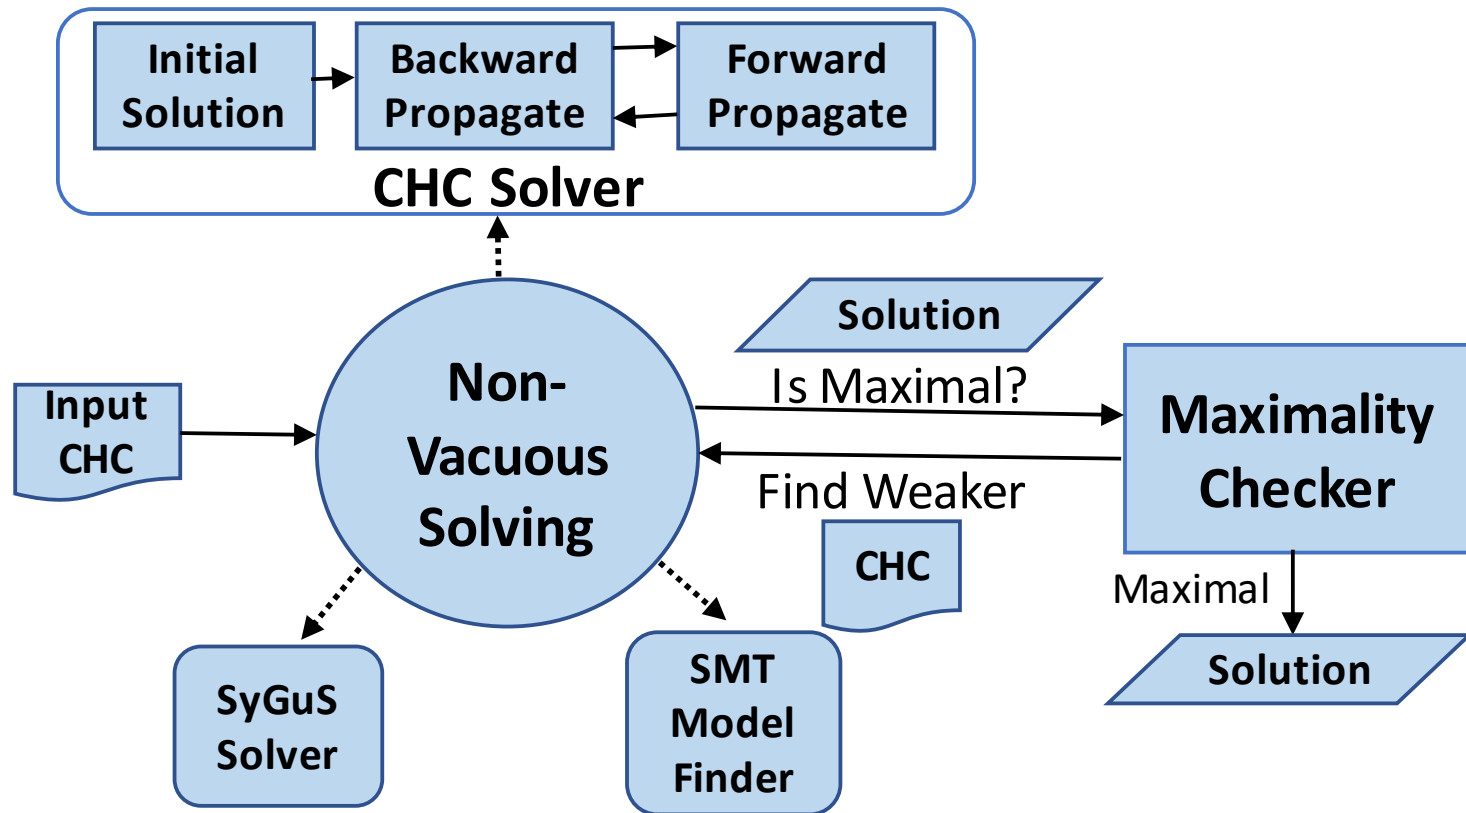 Initial
Solution
Backward
Propagate
Forward
Propagate
CHC Solver
Input
CHC
Non-
Vacuous
Solving
Solution
Is Maximal?
Find Weaker
CHC
Maximality
Checker
Maximal
Solution
SyGuS
Solver
SMT
Model
Finder